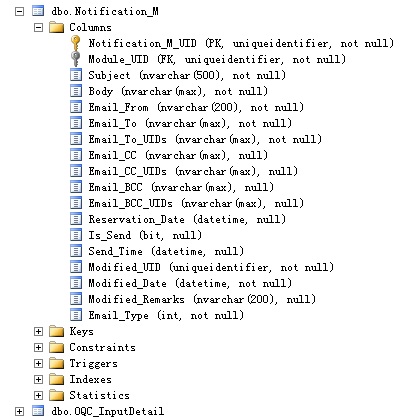 dbo.Notification_M
Columns
Notification_M_UID (PK, uniqueidentifier, not null)
Module_UID (FK, uniqueidentifier, not null)
Subject (nvarchar(500), not null)
Body (nvarchar(max), not null)
Email_From (nvarchar(200), not null)
Email_To (nvarchar(max), not null)
Email_To_UIDs (nvarchar(max), not null)
Email_CC (nvarchar(max), null)
Email_CC_UIDs (nvarchar(max), null)
Email_BCC (nvarchar(max), null)
Email_BCC_UIDs (nvarchar(max), null)
Reservation_Date (datetime, null)
Is_Send (bit, null)
Send_Time (datetime, null)
Modified_UID (uniqueidentifier, not null)
Modified_Date (datetime, not null)
Modified_Remarks (nvarchar(200), null)
Email_Type (int, not null)
Keys
Constraints
Triggers
Indexes
Statistics
dbo.OQC_InputDetail